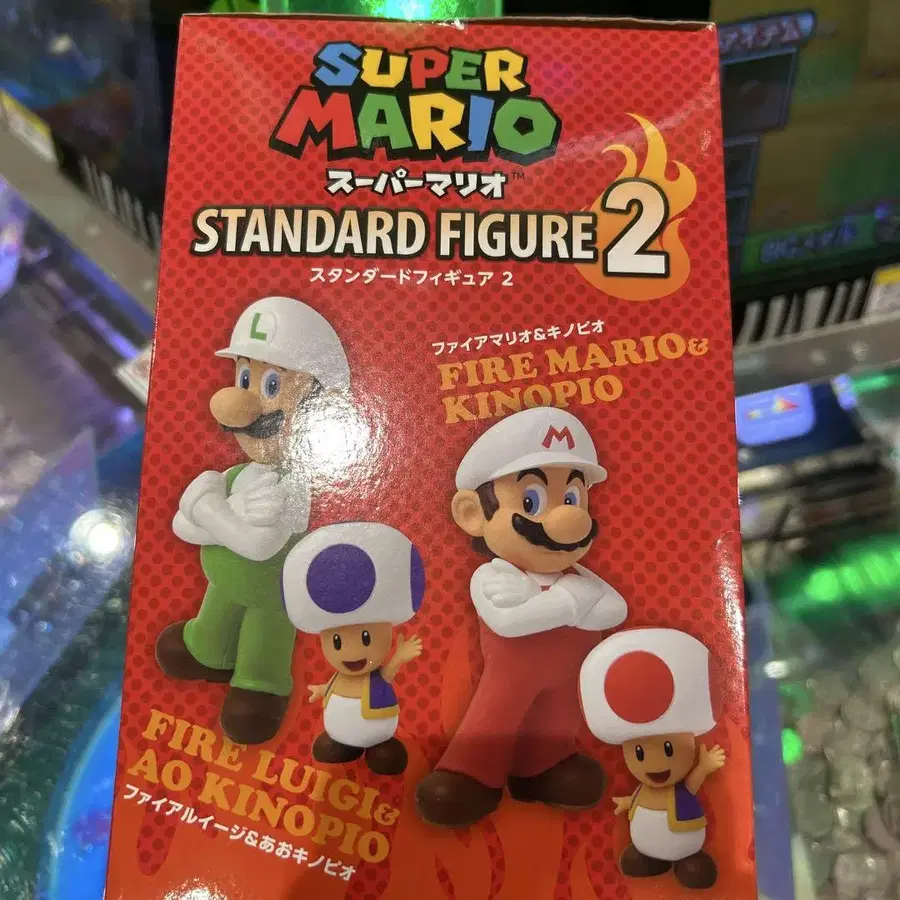 SUPER
MARIO
スーパーマリオ™
STANDARD FIGURE 2
スタンダードフィギュア 2
ファイアマリオ&キノピオ
FIRE MARIO&
KINOPIO
L
M
FIRE LUIGI&
AO KINOPIO
ファイアルイージ&あおキノピオ